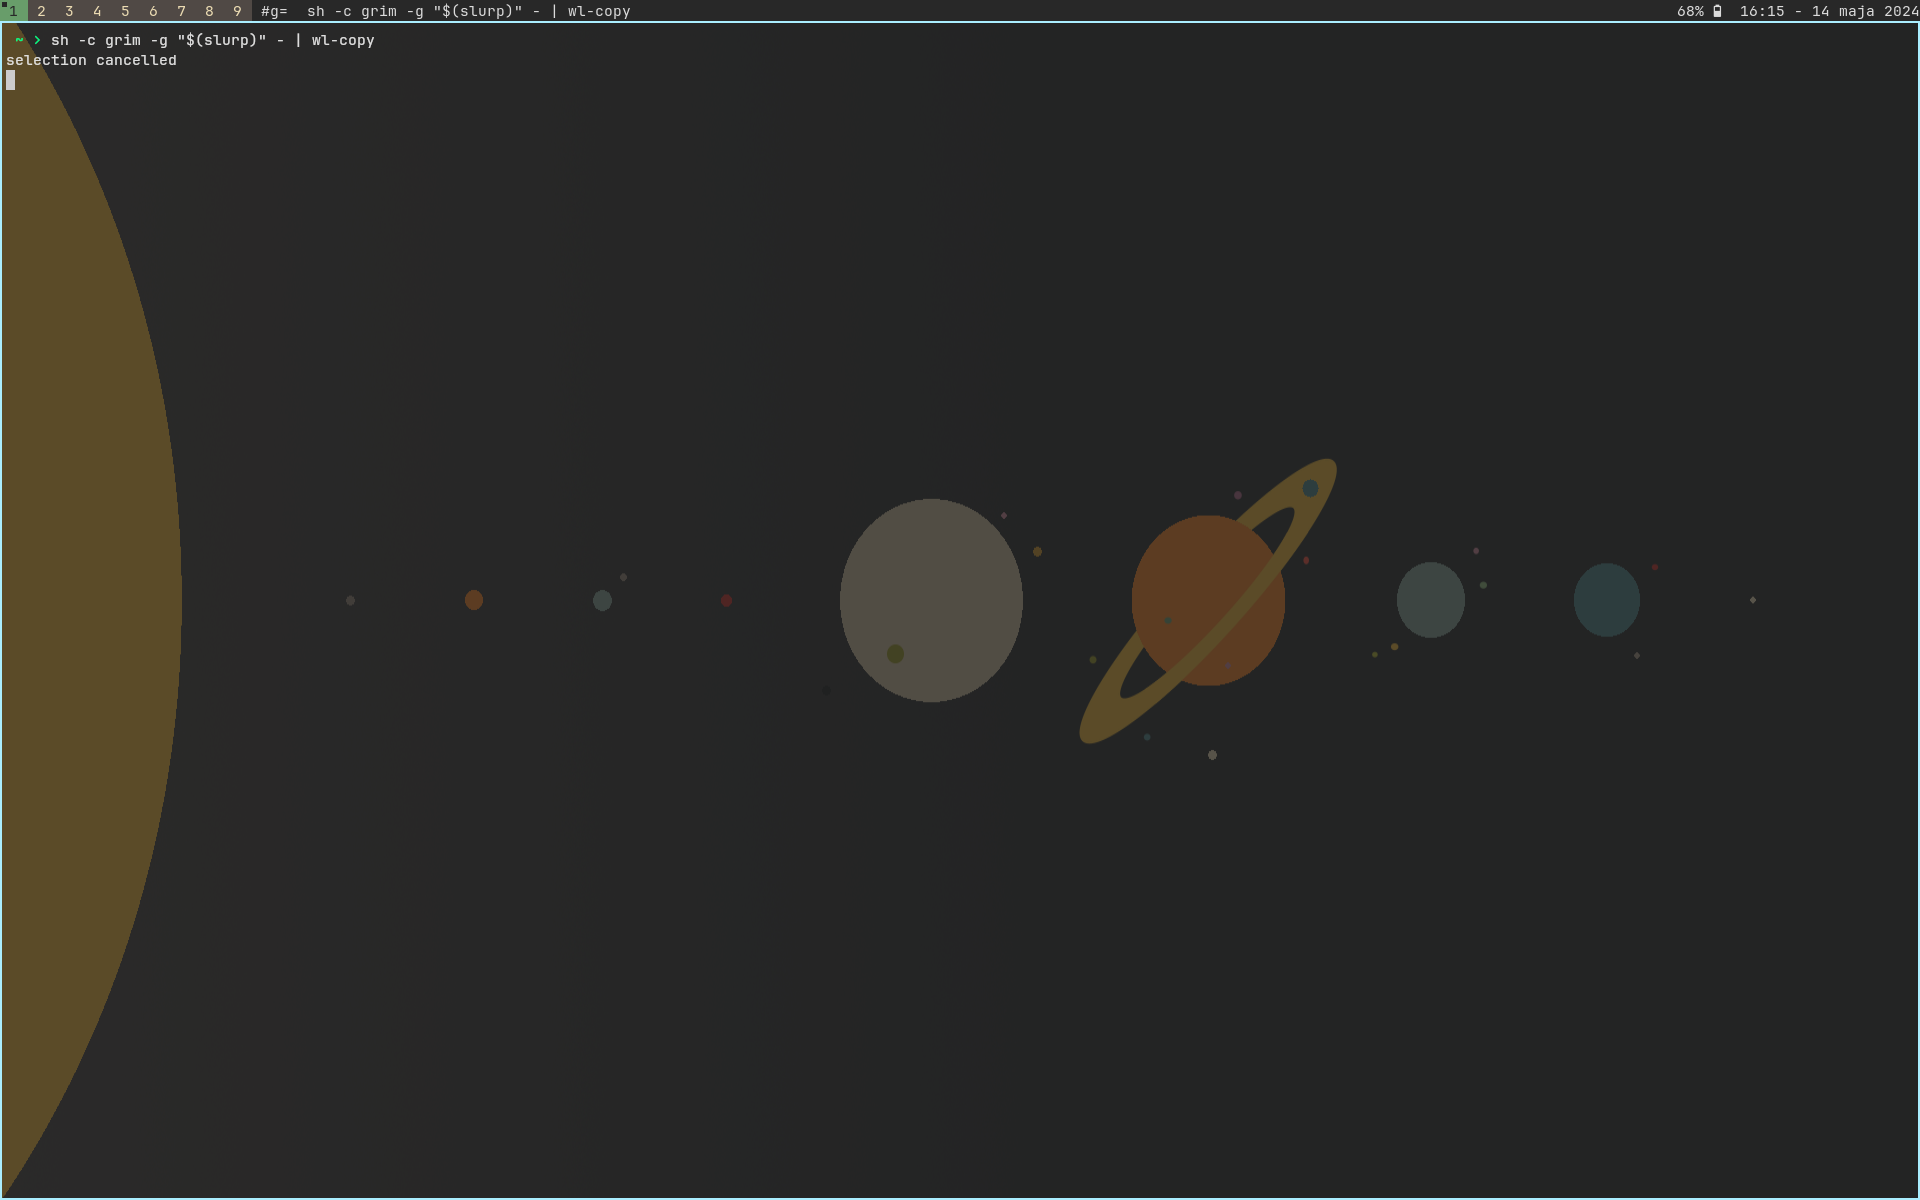 1 2 3 4 5 6 7 8 9 #g= sh -c grim -g "$(slurp)" - | wl-copy 68% 16:15 - 14 maja 2024
~ > sh -c grim -g "$(slurp)" - | wl-copy
selection cancelled